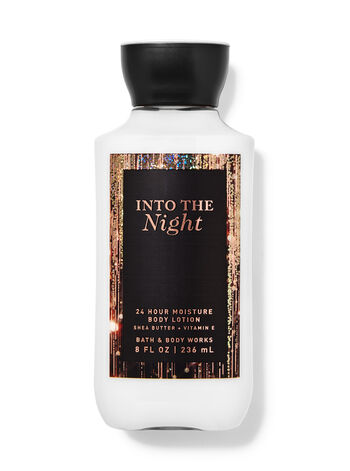 INTO THE
Night
24 HOUR MOISTURE
BODY LOTION
SHEA BUTTER + VITAMIN E
BATH & BODY WORKS
8 FL OZ | 236 mL